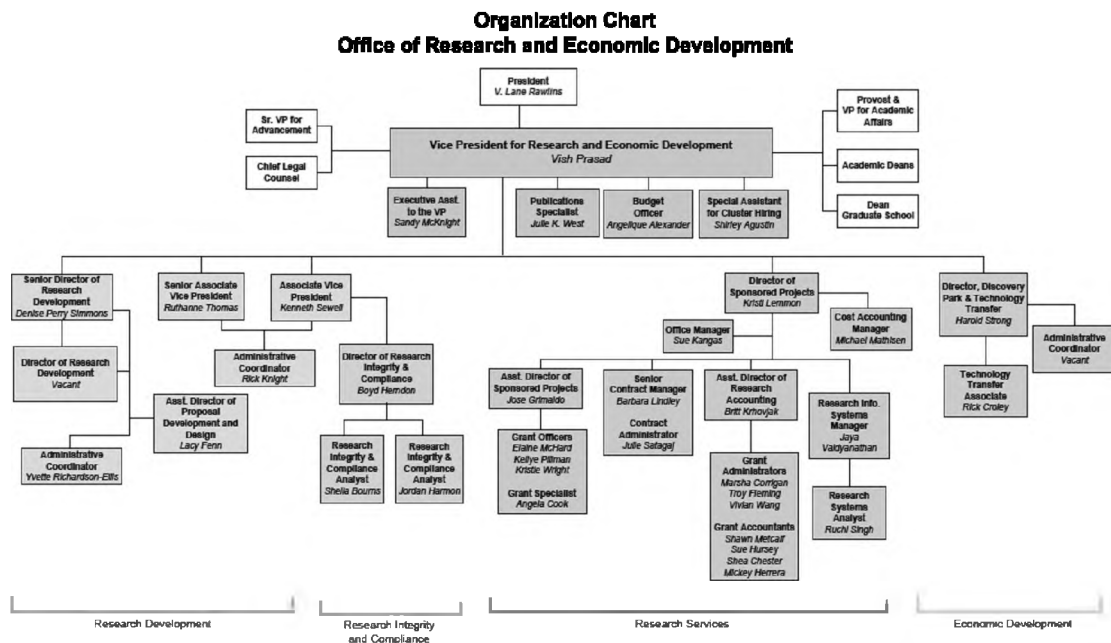 Organization Chart
Office of Research and Economic Development
President
V. Lane Rawlins
Sr. VP for
Advancement
Chief Legal
Counsel
Vice President for Research and Economic Development
Vish Prasad
Provost &
VP for Academic
Affairs
Academic Deans
Dean
Graduate School
Executive Asst.
to the VP
Sandy McKnight
Publications
Specialist
Julie K. West
Budget
Officer
Angelique Alexander
Special Assistant
for Cluster Hiring
Shirley Agustin
Senior Director of
Research
Development
Denise Perry Simmons
Senior Associate
Vice President
Ruthanne Thomas
Associate Vice
President
Kenneth Sewell
Director of
Sponsored Projects
Kristi Lemmon
Director, Discovery
Park & Technology
Transfer
Harold Strong
Director of Research
Development
Vacant
Administrative
Coordinator
Rick Knight
Director of Research
Integrity &
Compliance
Boyd Herndon
Office Manager
Sue Kangas
Cost Accounting
Manager
Michael Mathisen
Administrative
Coordinator
Vacant
Technology
Transfer
Associate
Rick Croley
Asst. Director of
Proposal
Development and
Design
Lacy Fenn
Administrative
Coordinator
Yvette Richardson-Ellis
Research
Integrity &
Compliance
Analyst
Shelia Bourns
Research
Integrity &
Compliance
Analyst
Jordan Harmon
Asst. Director of
Sponsored Projects
Jose Grimaldo
Grant Officers
Elaine McHard
Kellye Pittman
Kristie Wright
Grant Specialist
Angela Cook
Senior
Contract Manager
Barbara Lindley
Contract
Administrator
Julie Satagaj
Asst. Director of
Research
Accounting
Britt Krhovjak
Grant
Administrators
Marsha Corrigan
Troy Fleming
Vivian Wang
Grant Accountants
Shawn Metcalf
Sue Hursey
Shea Chester
Mickey Herrera
Research Info.
Systems
Manager
Jaya
Vaidyanathan
Research
Systems
Analyst
Ruchi Singh
Research Development
Research Integrity
and Compliance
Research Services
Economic Development